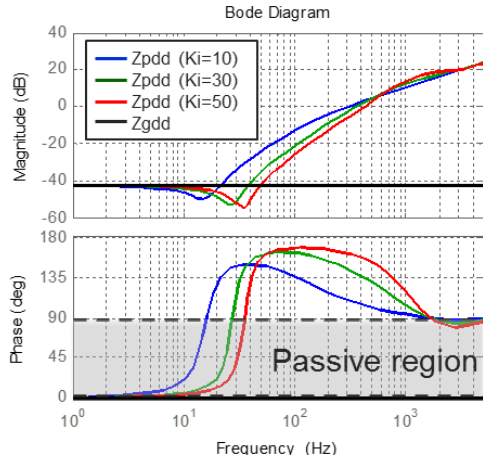 Bode Diagram
Magnitude (dB)
40
20
0
-20
-40
-60
Zpdd (Ki=10)
Zpdd (Ki=30)
Zpdd (Ki=50)
Zgdd
Phase (deg)
180
135
90
45
0
Passive region
10^0
10^1
10^2
10^3
Frequency (Hz)